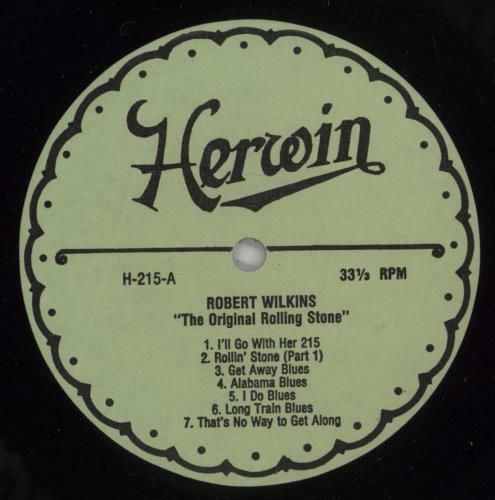 Herwin
H-215-A 33⅓ RPM
ROBERT WILKINS
"The Original Rolling Stone"
1. I'll Go With Her 215
2. Rollin' Stone (Part 1)
3. Get Away Blues
4. Alabama Blues
5. I Do Blues
6. Long Train Blues
7. That's No Way to Get Along